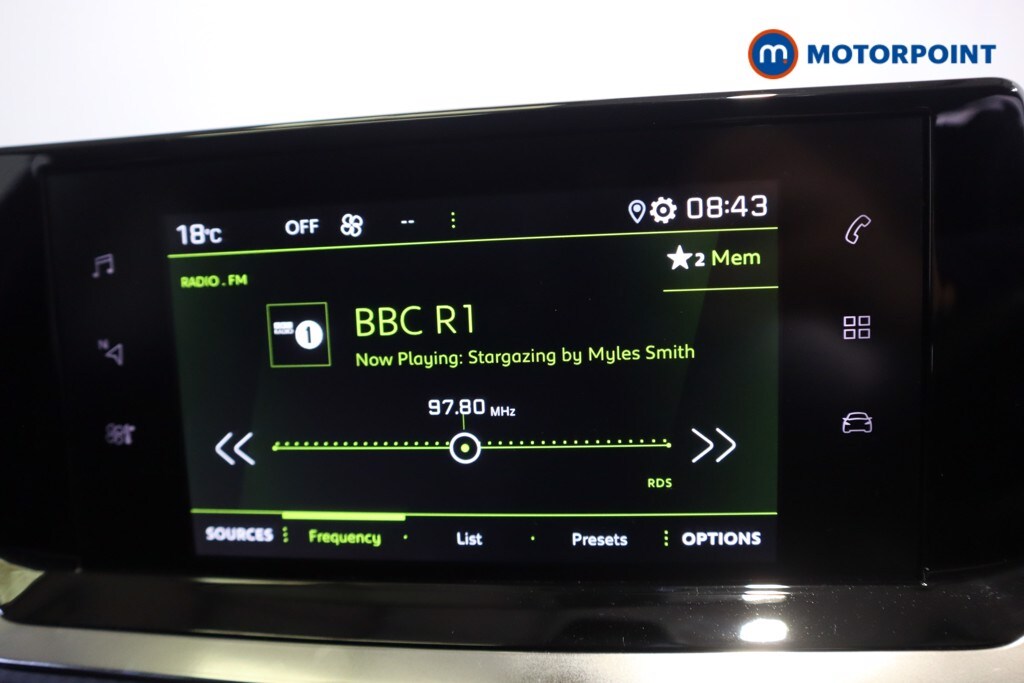 m MOTORPOINT
18°C OFF -- 08:43
★2 Mem
RADIO . FM
1
BBC R1
Now Playing: Stargazing by Myles Smith
97.80 MHz
RDS
SOURCES Frequency List Presets OPTIONS
N